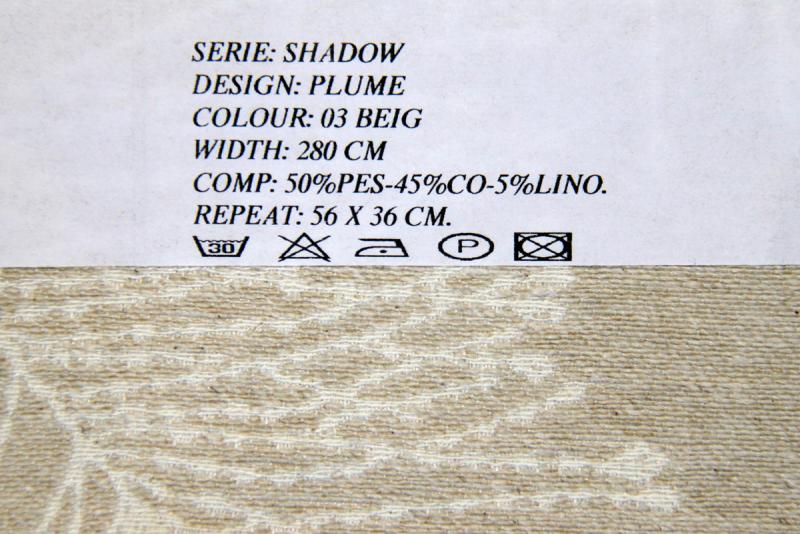 SERIE: SHADOW
DESIGN: PLUME
COLOUR: 03 BEIG
WIDTH: 280 CM
COMP: 50%PES-45%CO-5%LINO.
REPEAT: 56 X 36 CM.
30 P